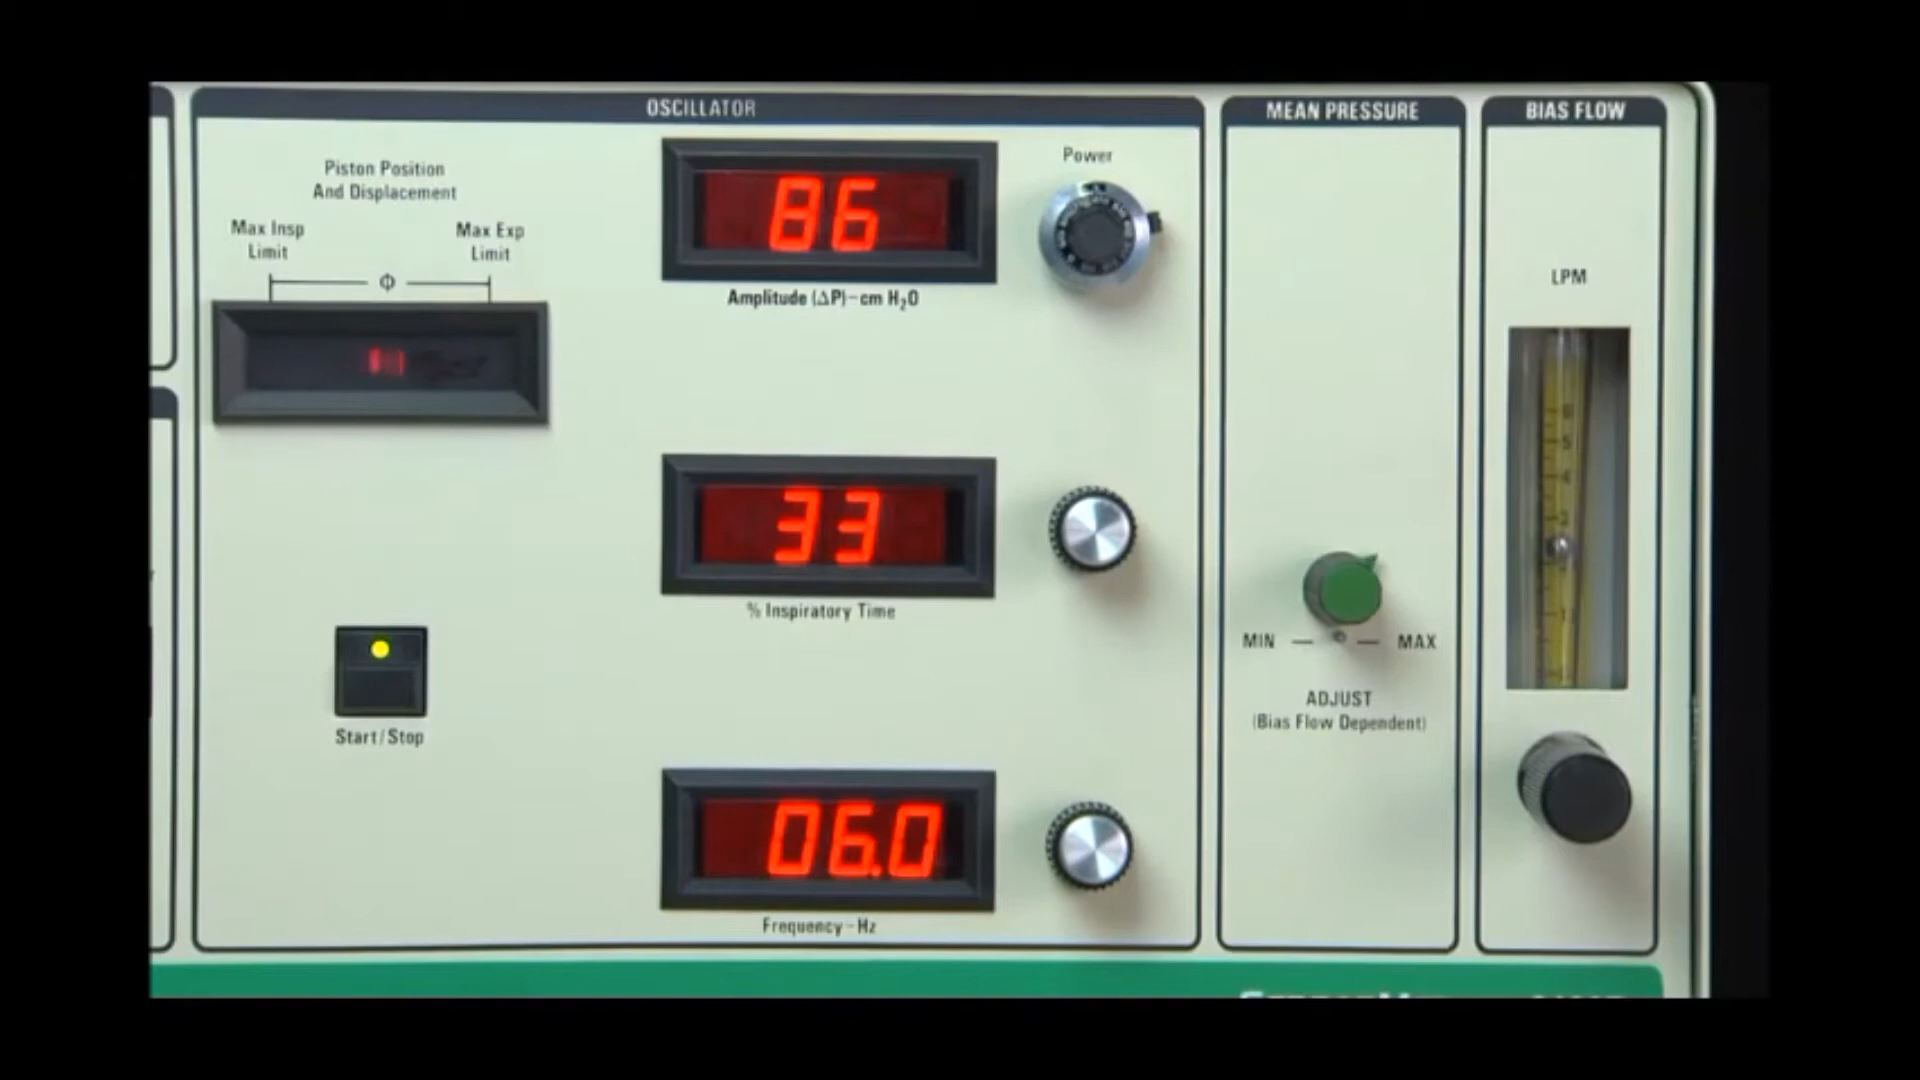 OSCILLATOR
Piston Position
And Displacement
Max Insp
Limit
Max Exp
Limit
Φ
86
Power
Amplitude (ΔP)–cm H₂O
33
% Inspiratory Time
Start/Stop
06.0
Frequency–Hz
MEAN PRESSURE
MIN — — MAX
ADJUST
(Bias Flow Dependent)
BIAS FLOW
LPM